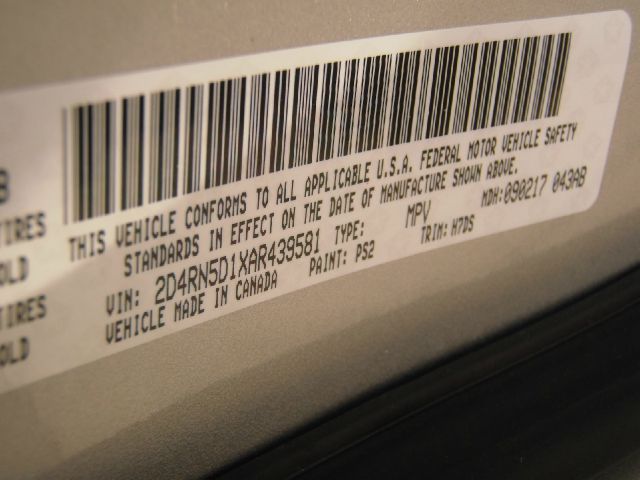 THIS VEHICLE CONFORMS TO ALL APPLICABLE U.S.A. FEDERAL MOTOR VEHICLE SAFETY
STANDARDS IN EFFECT ON THE DATE OF MANUFACTURE SHOWN ABOVE.
MDH:090217 043AB
VIN: 2D4RN5D1XAR439581 TYPE: MPV
VEHICLE MADE IN CANADA PAINT: PS2 TRIM: H7DS
B
TIRES
OLD
TIRES
OLD